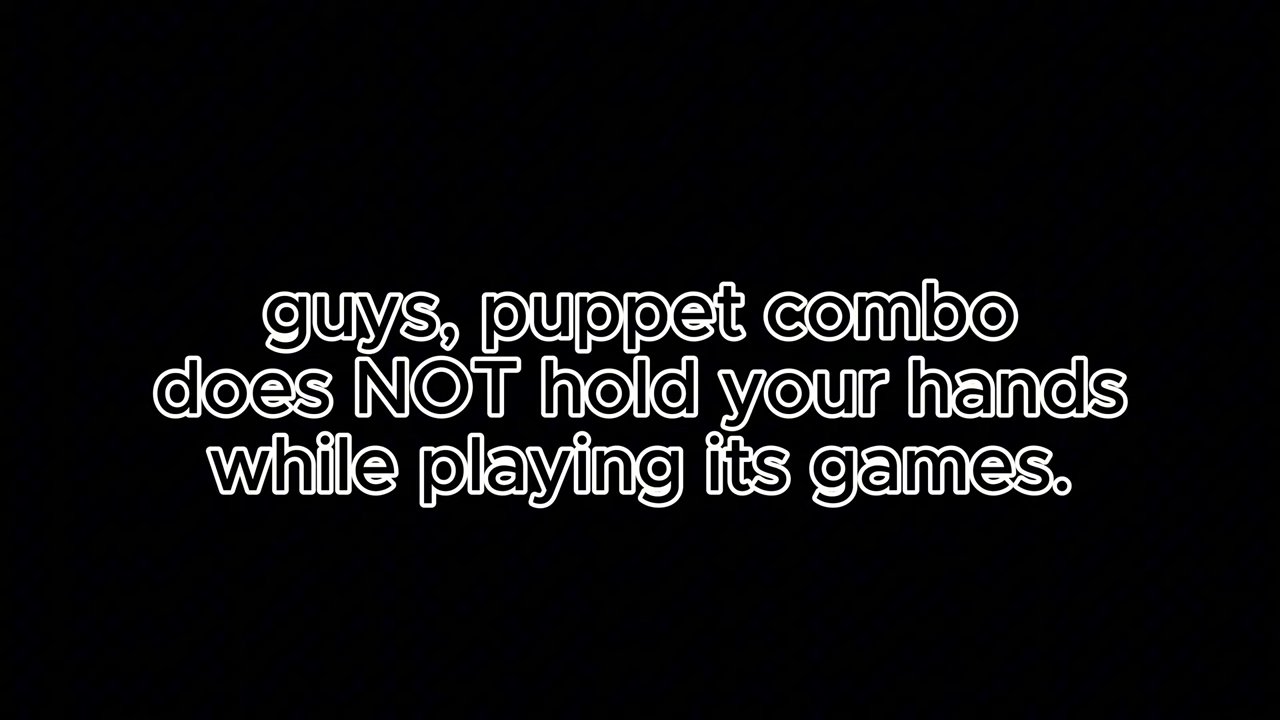 guys, puppet combo
does NOT hold your hands
while playing its games.